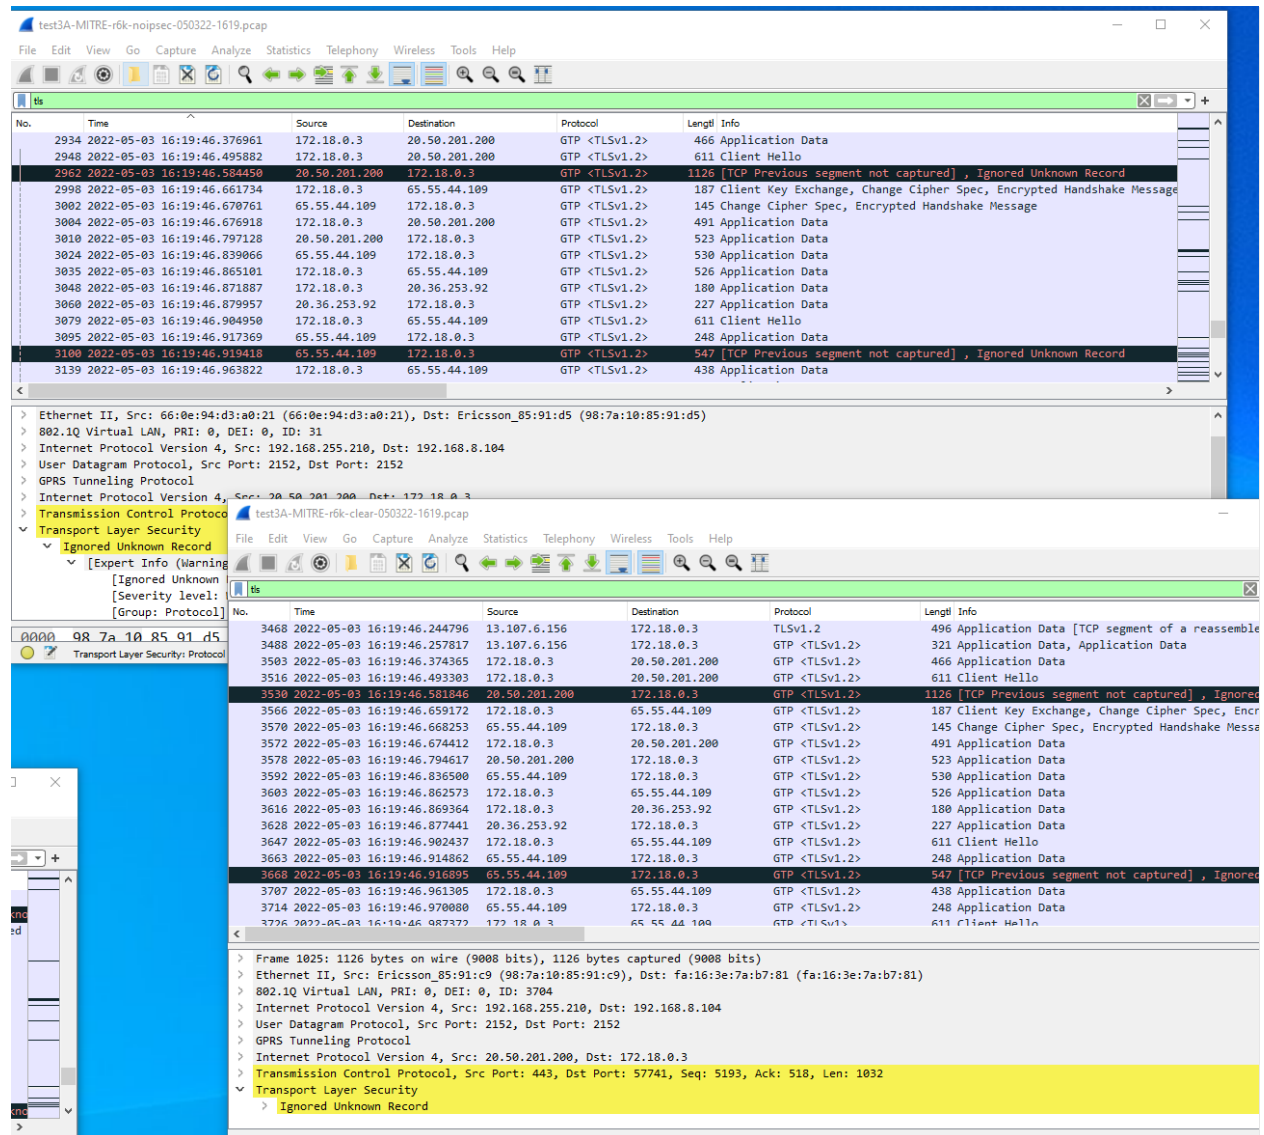 test3A-MITRE-r6k-noipsec-050322-1619.pcap
File Edit View Go Capture Analyze Statistics Telephony Wireless Tools Help
tls
No. Time Source Destination Protocol Lengtl Info
2934 2022-05-03 16:19:46.376961 172.18.0.3 20.50.201.200 GTP <TLSv1.2> 466 Application Data
2948 2022-05-03 16:19:46.495882 172.18.0.3 20.50.201.200 GTP <TLSv1.2> 611 Client Hello
2962 2022-05-03 16:19:46.584450 20.50.201.200 172.18.0.3 GTP <TLSv1.2> 1126 [TCP Previous segment not captured] , Ignored Unknown Record
2998 2022-05-03 16:19:46.661734 172.18.0.3 65.55.44.109 GTP <TLSv1.2> 187 Client Key Exchange, Change Cipher Spec, Encrypted Handshake Message
3002 2022-05-03 16:19:46.670761 65.55.44.109 172.18.0.3 GTP <TLSv1.2> 145 Change Cipher Spec, Encrypted Handshake Message
3004 2022-05-03 16:19:46.676918 172.18.0.3 20.50.201.200 GTP <TLSv1.2> 491 Application Data
3010 2022-05-03 16:19:46.797128 20.50.201.200 172.18.0.3 GTP <TLSv1.2> 523 Application Data
3024 2022-05-03 16:19:46.839066 65.55.44.109 172.18.0.3 GTP <TLSv1.2> 530 Application Data
3035 2022-05-03 16:19:46.865101 172.18.0.3 65.55.44.109 GTP <TLSv1.2> 526 Application Data
3048 2022-05-03 16:19:46.871887 172.18.0.3 20.36.253.92 GTP <TLSv1.2> 180 Application Data
3060 2022-05-03 16:19:46.879957 20.36.253.92 172.18.0.3 GTP <TLSv1.2> 227 Application Data
3079 2022-05-03 16:19:46.904950 172.18.0.3 65.55.44.109 GTP <TLSv1.2> 611 Client Hello
3095 2022-05-03 16:19:46.917369 65.55.44.109 172.18.0.3 GTP <TLSv1.2> 248 Application Data
3100 2022-05-03 16:19:46.919418 65.55.44.109 172.18.0.3 GTP <TLSv1.2> 547 [TCP Previous segment not captured] , Ignored Unknown Record
3139 2022-05-03 16:19:46.963822 172.18.0.3 65.55.44.109 GTP <TLSv1.2> 438 Application Data
Ethernet II, Src: 66:0e:94:d3:a0:21 (66:0e:94:d3:a0:21), Dst: Ericsson_85:91:d5 (98:7a:10:85:91:d5)
802.1Q Virtual LAN, PRI: 0, DEI: 0, ID: 31
Internet Protocol Version 4, Src: 192.168.255.210, Dst: 192.168.8.104
User Datagram Protocol, Src Port: 2152, Dst Port: 2152
GPRS Tunneling Protocol
Internet Protocol Version 4, Src: 20.50.201.200, Dst: 172.18.0.3
Transmission Control Protoco
Transport Layer Security
Ignored Unknown Record
[Expert Info (Warning
[Ignored Unknown
[Severity level:
[Group: Protocol]
0000 98 7a 10 85 91 d5
Transport Layer Security: Protocol
test3A-MITRE-r6k-clear-050322-1619.pcap
File Edit View Go Capture Analyze Statistics Telephony Wireless Tools Help
tls
No. Time Source Destination Protocol Lengtl Info
3468 2022-05-03 16:19:46.244796 13.107.6.156 172.18.0.3 TLSv1.2 496 Application Data [TCP segment of a reassemble
3488 2022-05-03 16:19:46.257817 13.107.6.156 172.18.0.3 GTP <TLSv1.2> 321 Application Data, Application Data
3503 2022-05-03 16:19:46.374365 172.18.0.3 20.50.201.200 GTP <TLSv1.2> 466 Application Data
3516 2022-05-03 16:19:46.493303 172.18.0.3 20.50.201.200 GTP <TLSv1.2> 611 Client Hello
3530 2022-05-03 16:19:46.581846 20.50.201.200 172.18.0.3 GTP <TLSv1.2> 1126 [TCP Previous segment not captured] , Ignored
3566 2022-05-03 16:19:46.659172 172.18.0.3 65.55.44.109 GTP <TLSv1.2> 187 Client Key Exchange, Change Cipher Spec, Encr
3570 2022-05-03 16:19:46.668253 65.55.44.109 172.18.0.3 GTP <TLSv1.2> 145 Change Cipher Spec, Encrypted Handshake Messa
3572 2022-05-03 16:19:46.674412 172.18.0.3 20.50.201.200 GTP <TLSv1.2> 491 Application Data
3578 2022-05-03 16:19:46.794617 20.50.201.200 172.18.0.3 GTP <TLSv1.2> 523 Application Data
3592 2022-05-03 16:19:46.836500 65.55.44.109 172.18.0.3 GTP <TLSv1.2> 530 Application Data
3603 2022-05-03 16:19:46.862573 172.18.0.3 65.55.44.109 GTP <TLSv1.2> 526 Application Data
3616 2022-05-03 16:19:46.869364 172.18.0.3 20.36.253.92 GTP <TLSv1.2> 180 Application Data
3628 2022-05-03 16:19:46.877441 20.36.253.92 172.18.0.3 GTP <TLSv1.2> 227 Application Data
3647 2022-05-03 16:19:46.902437 172.18.0.3 65.55.44.109 GTP <TLSv1.2> 611 Client Hello
3663 2022-05-03 16:19:46.914862 65.55.44.109 172.18.0.3 GTP <TLSv1.2> 248 Application Data
3668 2022-05-03 16:19:46.916895 65.55.44.109 172.18.0.3 GTP <TLSv1.2> 547 [TCP Previous segment not captured] , Ignored
3707 2022-05-03 16:19:46.961305 172.18.0.3 65.55.44.109 GTP <TLSv1.2> 438 Application Data
3714 2022-05-03 16:19:46.970080 65.55.44.109 172.18.0.3 GTP <TLSv1.2> 248 Application Data
3726 2022-05-03 16:19:46.987372 172.18.0.3 65.55.44.109 GTP <TLSv1> 611 Client Hello
Frame 1025: 1126 bytes on wire (9008 bits), 1126 bytes captured (9008 bits)
Ethernet II, Src: Ericsson_85:91:c9 (98:7a:10:85:91:c9), Dst: fa:16:3e:7a:b7:81 (fa:16:3e:7a:b7:81)
802.1Q Virtual LAN, PRI: 0, DEI: 0, ID: 3704
Internet Protocol Version 4, Src: 192.168.255.210, Dst: 192.168.8.104
User Datagram Protocol, Src Port: 2152, Dst Port: 2152
GPRS Tunneling Protocol
Internet Protocol Version 4, Src: 20.50.201.200, Dst: 172.18.0.3
Transmission Control Protocol, Src Port: 443, Dst Port: 57741, Seq: 5193, Ack: 518, Len: 1032
Transport Layer Security
Ignored Unknown Record